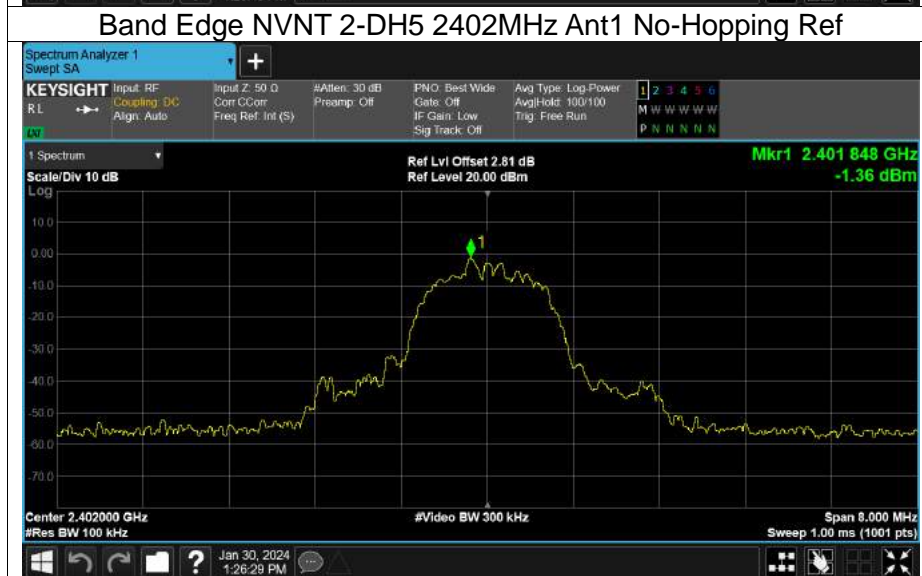 Band Edge NVNT 2-DH5 2402MHz Ant1 No-Hopping Ref
Spectrum Analyzer 1
Swept SA
+
KEYSIGHT
RL
LXI
Input: RF
Coupling: DC
Align: Auto
Input Z: 50 Ω
Corr CCorr
Freq Ref: Int (S)
#Atten: 30 dB
Preamp: Off
PNO: Best Wide
Gate: Off
IF Gain: Low
Sig Track: Off
Avg Type: Log-Power
Avg|Hold: 100/100
Trig: Free Run
1 2 3 4 5 6
M W W W W W
P N N N N N
1 Spectrum
Scale/Div 10 dB
Ref Lvl Offset 2.81 dB
Ref Level 20.00 dBm
Mkr1 2.401 848 GHz
-1.36 dBm
Log
10.0
0.00
-10.0
-20.0
-30.0
-40.0
-50.0
-60.0
-70.0
1
Center 2.402000 GHz
#Res BW 100 kHz
#Video BW 300 kHz
Span 8.000 MHz
Sweep 1.00 ms (1001 pts)
?
Jan 30, 2024
1:26:29 PM